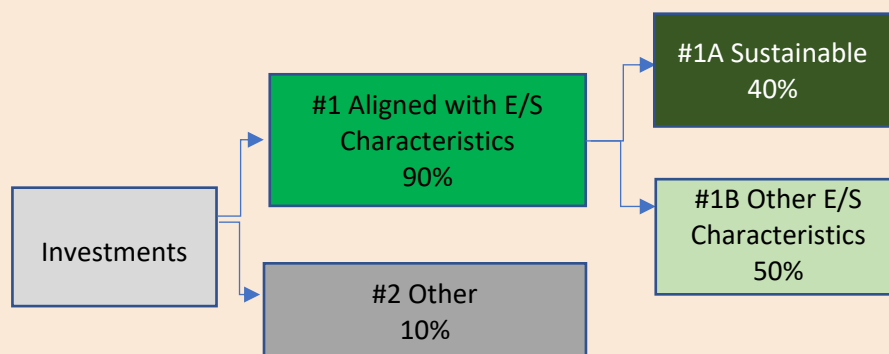 Investments
#1 Aligned with E/S
Characteristics
90%
#2 Other
10%
#1A Sustainable
40%
#1B Other E/S
Characteristics
50%